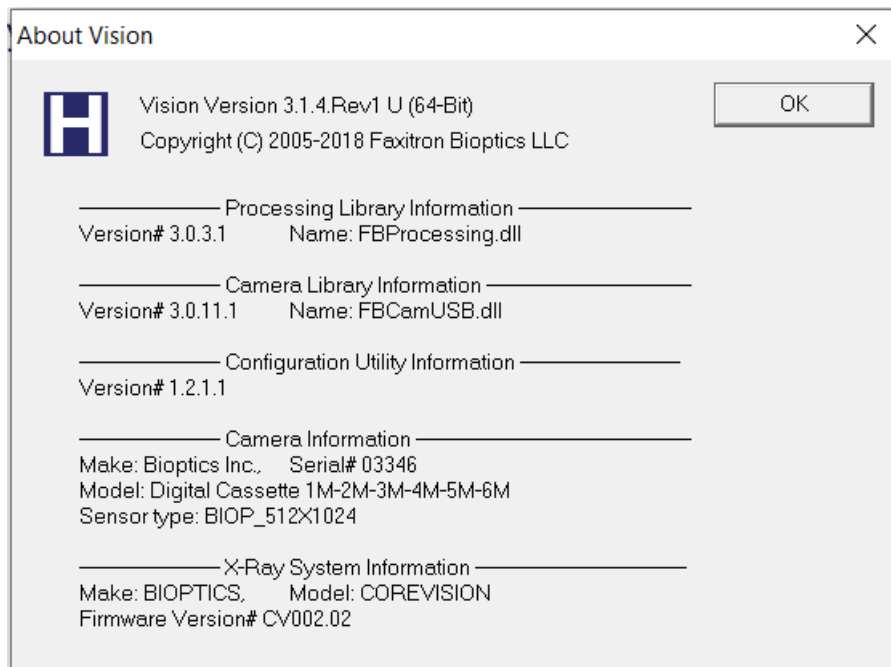 About Vision
H
Vision Version 3.1.4.Rev1 U (64-Bit)
OK
Copyright (C) 2005-2018 Faxitron Bioptics LLC
Processing Library Information
Version# 3.0.3.1 Name: FBProcessing.dll
Camera Library Information
Version# 3.0.11.1 Name: FBCamUSB.dll
Configuration Utility Information
Version# 1.2.1.1
Camera Information
Make: Bioptics Inc., Serial# 03346
Model: Digital Cassette 1M-2M-3M-4M-5M-6M
Sensor type: BIOP_512X1024
X-Ray System Information
Make: BIOPTICS, Model: COREVISION
Firmware Version# CV002.02